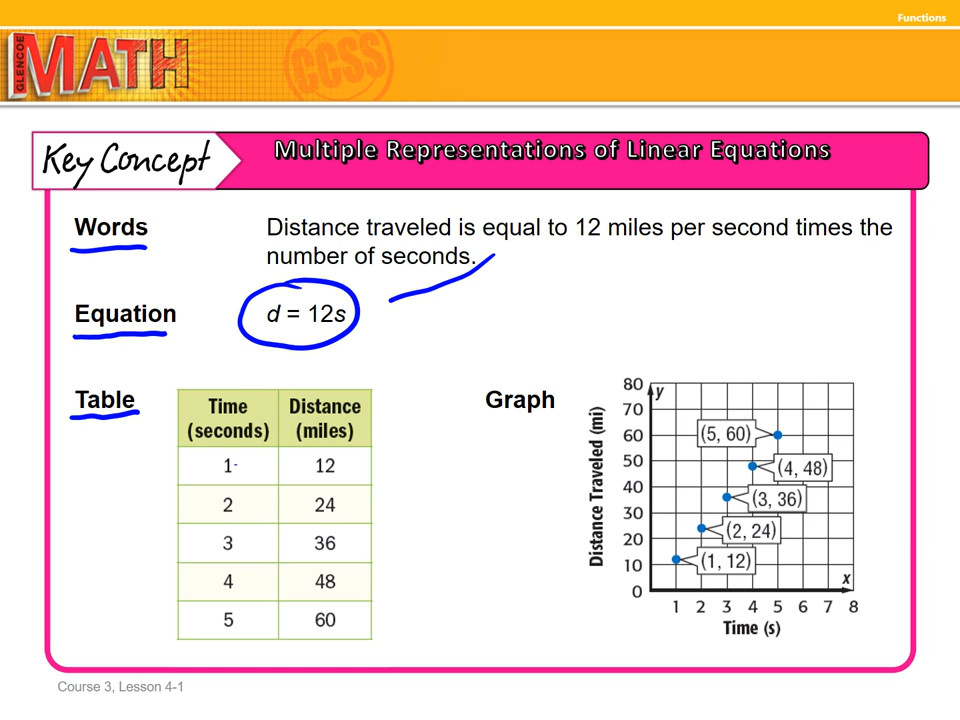 Functions
GLENCOE
MATH
CCSS
Key Concept
Multiple Representations of Linear Equations
Words
Distance traveled is equal to 12 miles per second times the
number of seconds.
Equation
d = 12s
Table
Time
(seconds)
Distance
(miles)
1 12
2 24
3 36
4 48
5 60
Graph
Distance Traveled (mi)
80
70
60
50
40
30
20
10
0
y
(5, 60)
(4, 48)
(3, 36)
(2, 24)
(1, 12)
x
1 2 3 4 5 6 7 8
Time (s)
Course 3, Lesson 4-1